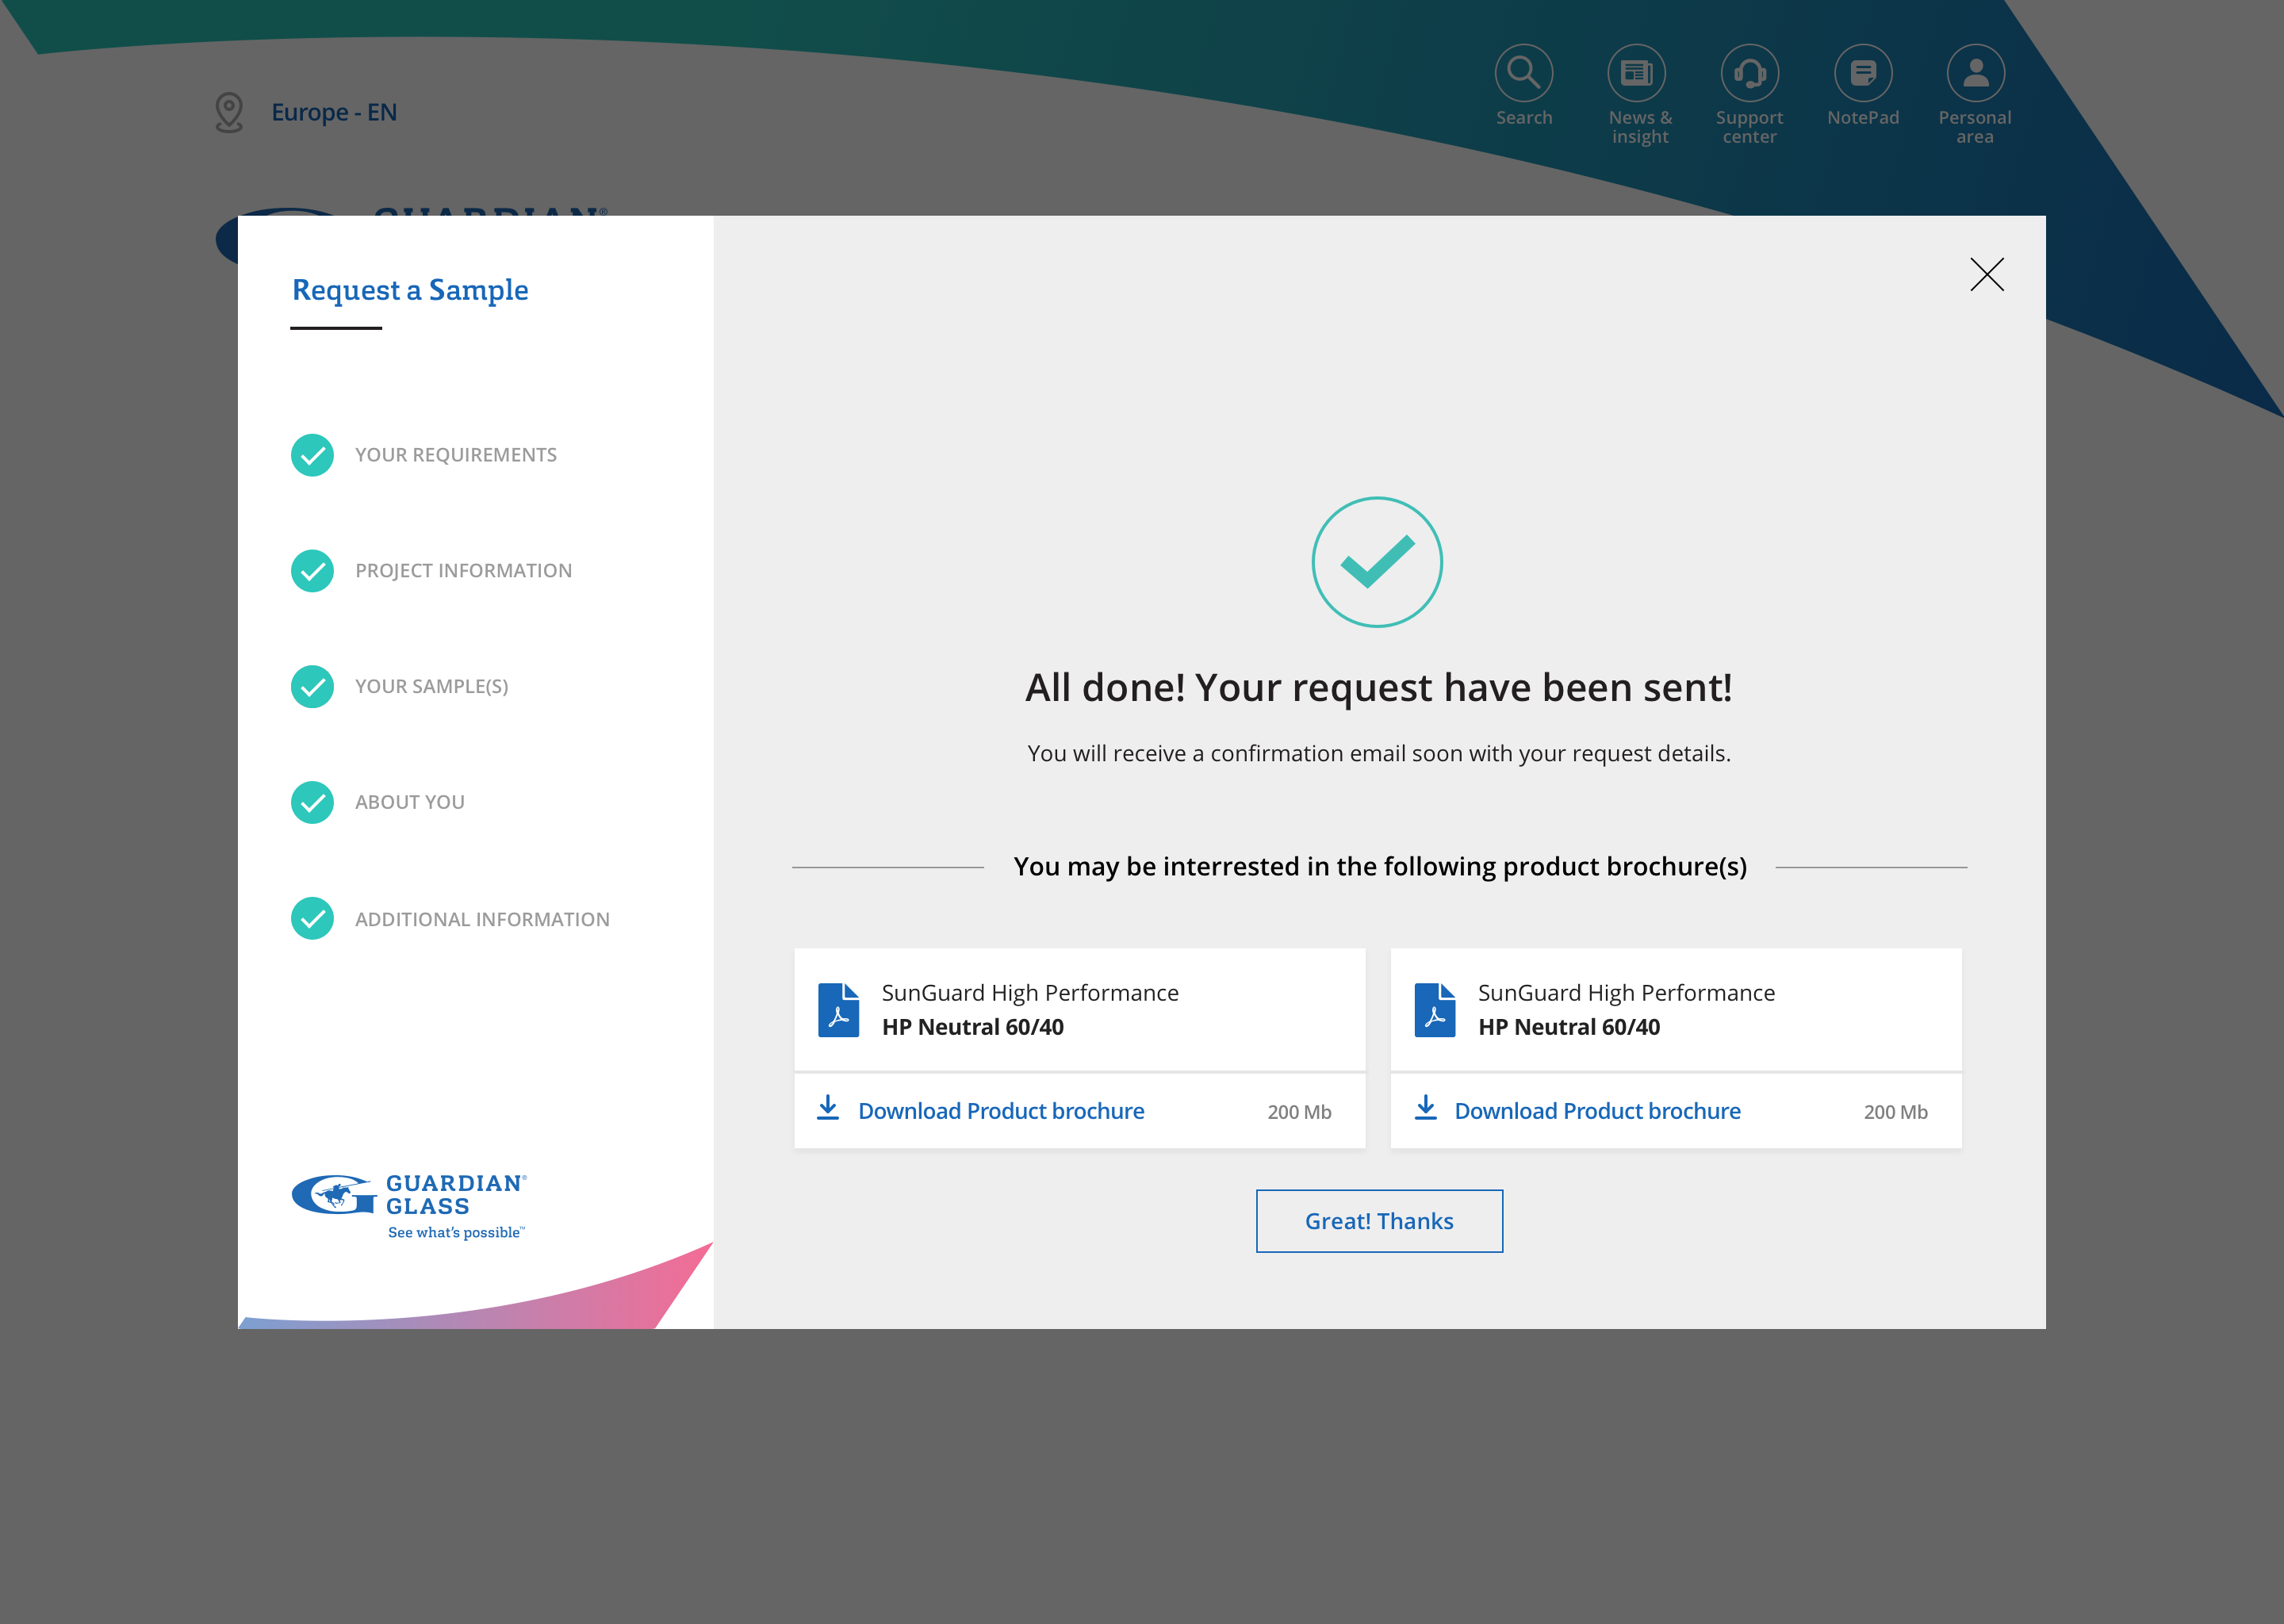 Europe - EN
Search
News &
insight
Support
center
NotePad
Personal
area
GUARDIAN®
Request a Sample
YOUR REQUIREMENTS
PROJECT INFORMATION
YOUR SAMPLE(S)
ABOUT YOU
ADDITIONAL INFORMATION
GUARDIAN®
GLASS
See what's possible™
All done! Your request have been sent!
You will receive a confirmation email soon with your request details.
You may be interrested in the following product brochure(s)
SunGuard High Performance
HP Neutral 60/40
Download Product brochure 200 Mb
SunGuard High Performance
HP Neutral 60/40
Download Product brochure 200 Mb
Great! Thanks